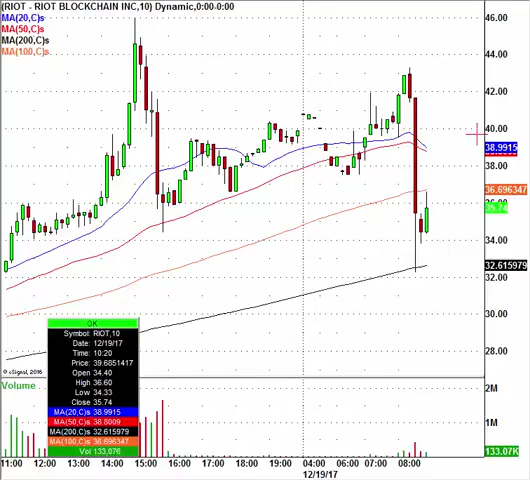 (RIOT - RIOT BLOCKCHAIN INC,10) Dynamic,0:00-0:00
MA(20,C)s
MA(50,C)s
MA(200,C)s
MA(100,C)s
46.00
44.00
42.00
40.00
38.9915
38.00
36.696347
35.74
34.00
32.615979
30.00
28.00
OK
Symbol: RIOT,10
Date: 12/19/17
Time: 10:20
Price: 39.6851417
Open 34.40
High 36.60
Low 34.33
Close 35.74
MA(20,C)s 38.9915
MA(50,C)s 38.8009
MA(200,C)s 32.615979
MA(100,C)s 36.696347
Vol 133,076
© eSignal, 2016
Volume
2M
1M
133.07K
11:00 12:00 13:00 14:00 15:00 16:00 17:00 18:00 19:00 04:00 06:00 07:00 08:00
12/19/17